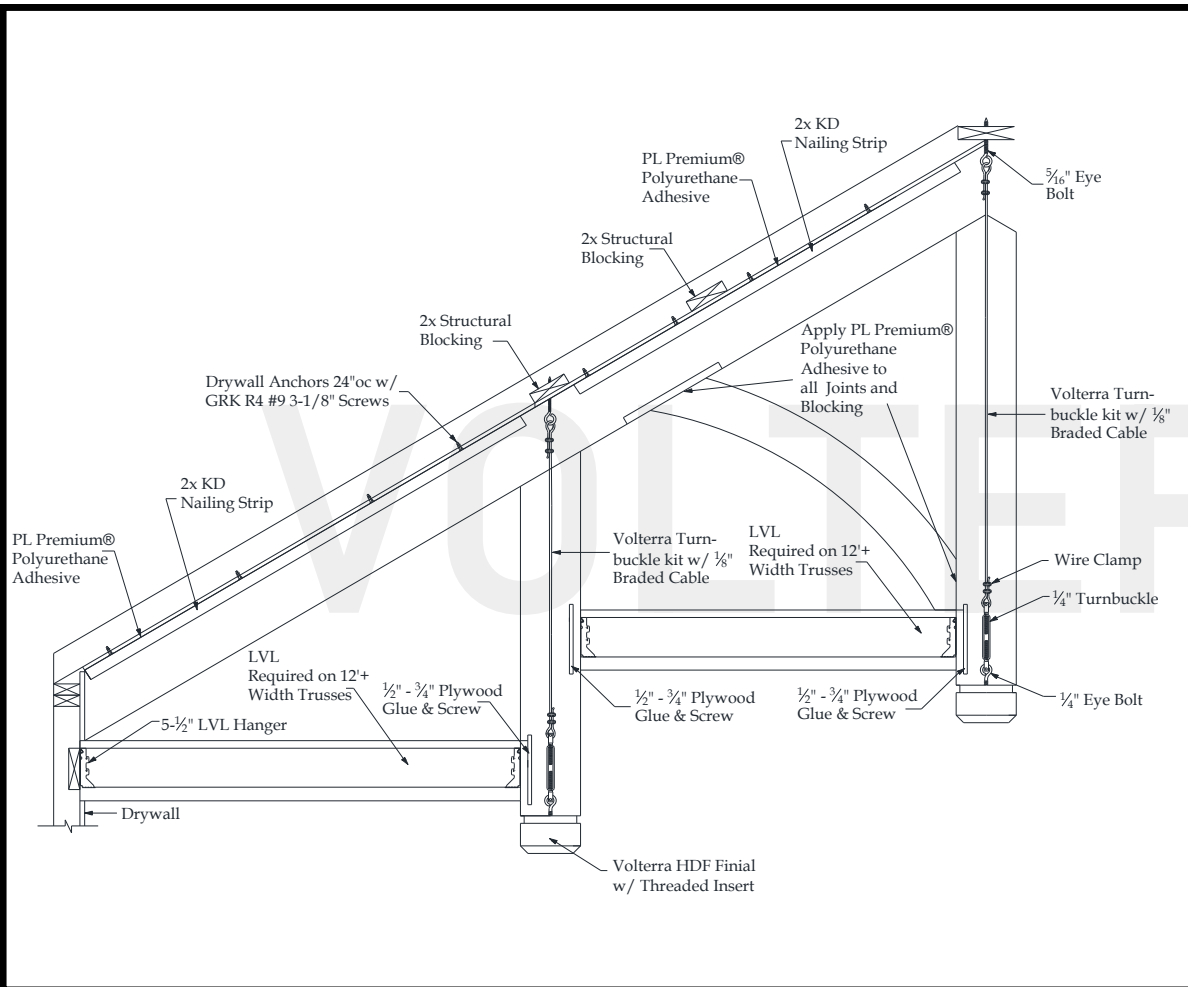 2x KD
Nailing Strip
PL Premium®
Polyurethane
Adhesive
5/16" Eye
Bolt
2x Structural
Blocking
2x Structural
Blocking
Apply PL Premium®
Polyurethane
Adhesive to
all Joints and
Blocking
Drywall Anchors 24"oc w/
GRK R4 #9 3-1/8" Screws
Volterra Turn-
buckle kit w/ ⅛"
Braded Cable
2x KD
Nailing Strip
PL Premium®
Polyurethane
Adhesive
Volterra Turn-
buckle kit w/ ⅛"
Braded Cable
LVL
Required on 12'+
Width Trusses
Wire Clamp
¼" Turnbuckle
LVL
Required on 12'+
Width Trusses
½" - ¾" Plywood
Glue & Screw
½" - ¾" Plywood
Glue & Screw
½" - ¾" Plywood
Glue & Screw
¼" Eye Bolt
5-½" LVL Hanger
Drywall
Volterra HDF Finial
w/ Threaded Insert